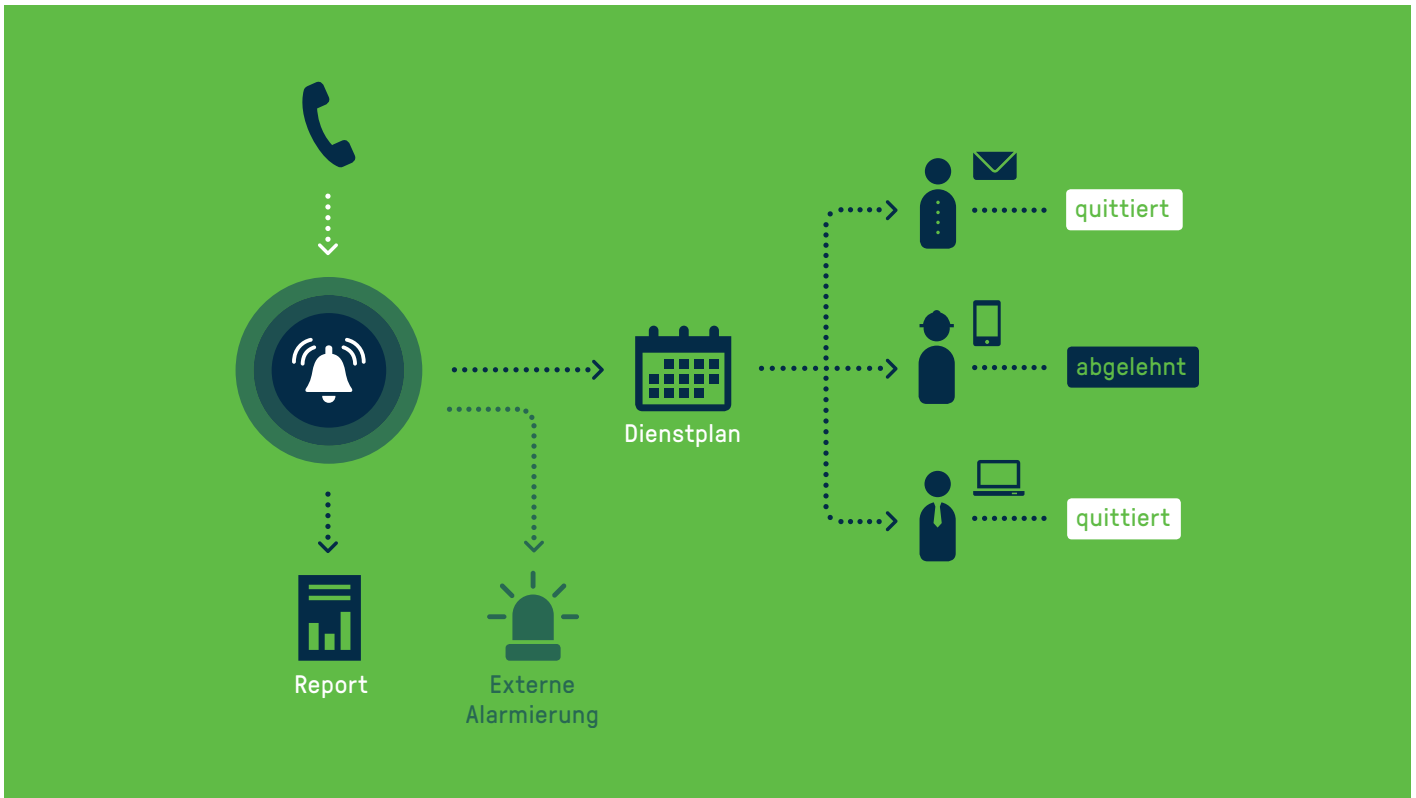 quittiert
abgelehnt
Dienstplan
quittiert
Report
Externe
Alarmierung